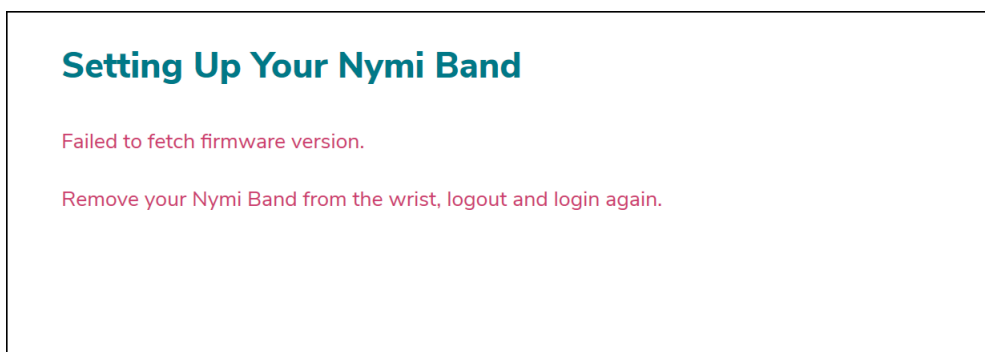 Setting Up Your Nymi Band
Failed to fetch firmware version.
Remove your Nymi Band from the wrist, logout and login again.